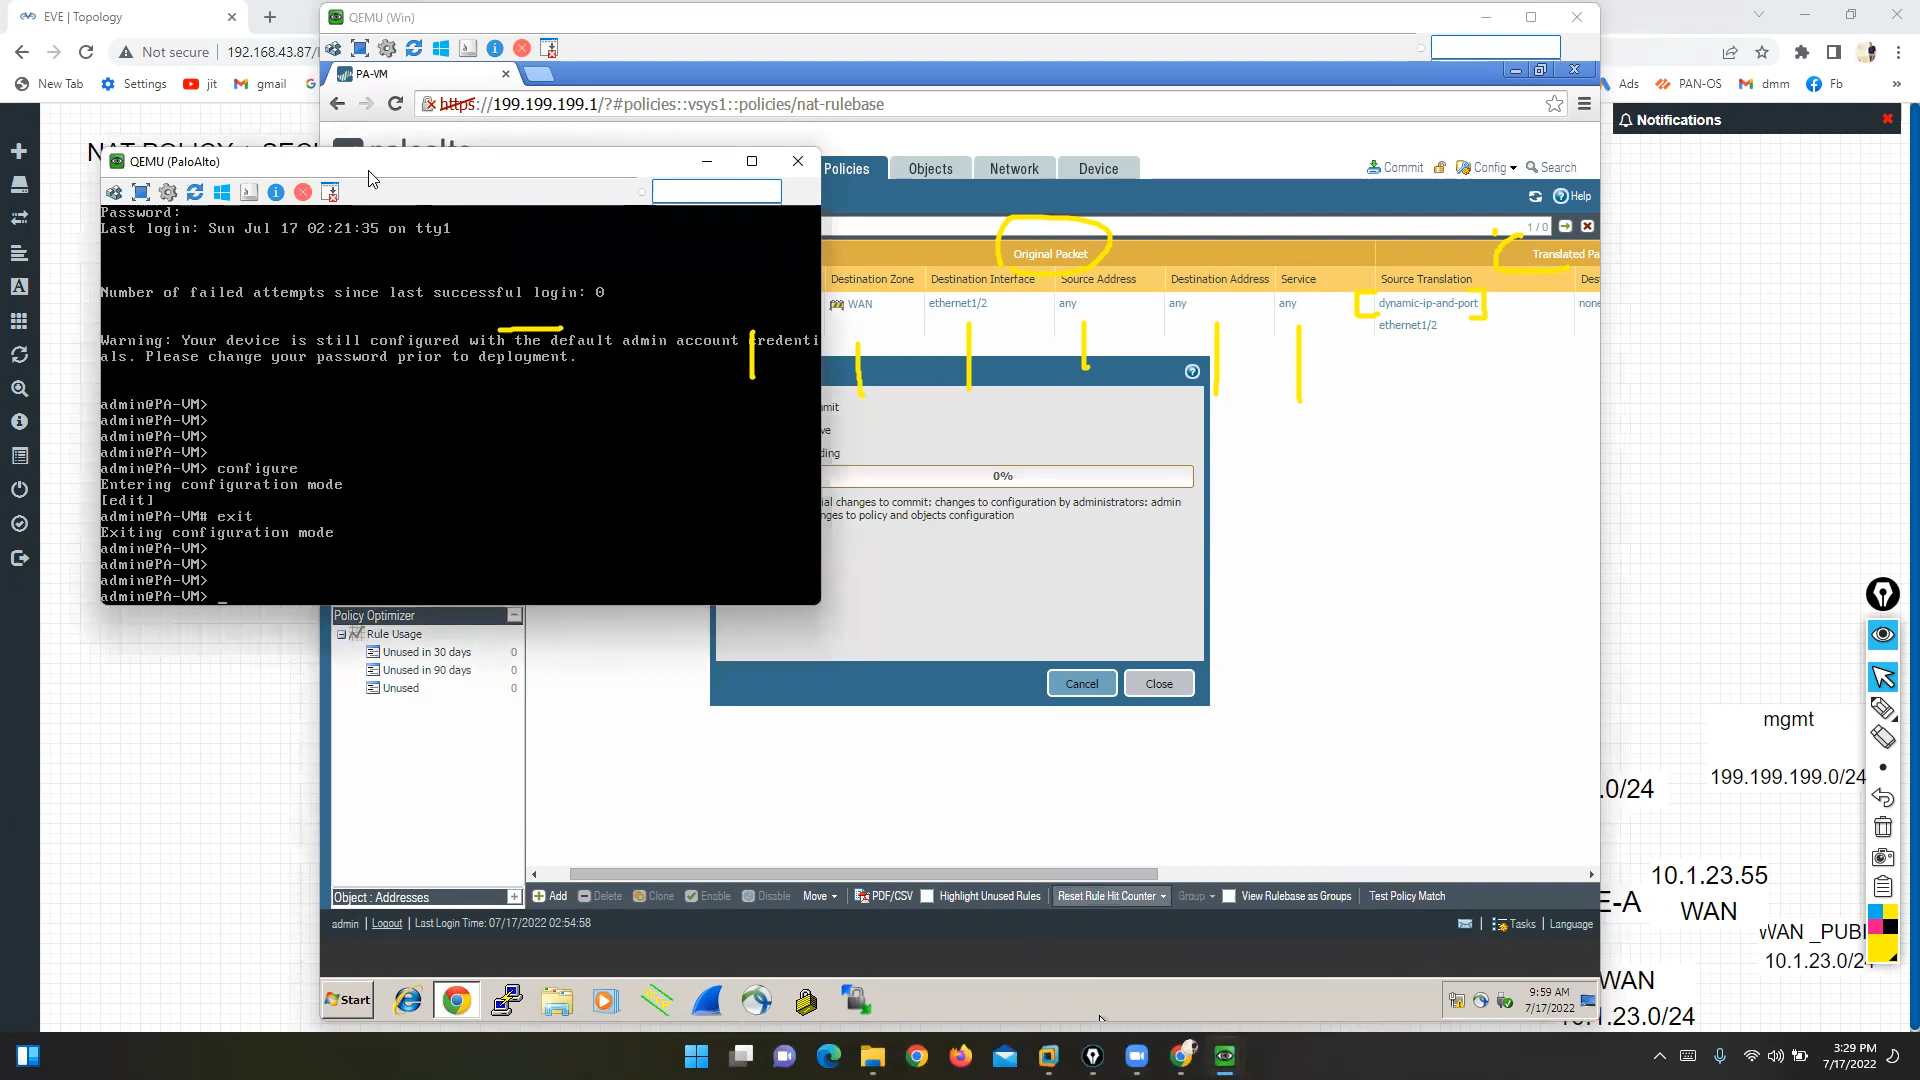 EVE | Topology
QEMU (Win)
Not secure
192.168.43.87/
New Tab
Settings
jit
gmail
Ads
PAN-OS
dmm
Fb
PA-VM
https://199.199.199.1/?#policies::vsys1::policies/nat-rulebase
Notifications
QEMU (PaloAlto)
Policies
Objects
Network
Device
Commit
Config
Search
Help
1 / 0
Original Packet
Translated Pa
Destination Zone
Destination Interface
Source Address
Destination Address
Service
Source Translation
Dest
WAN
ethernet1/2
any
any
any
dynamic-ip-and-port
none
ethernet1/2
Password:
Last login: Sun Jul 17 02:21:35 on tty1
Number of failed attempts since last successful login: 0
Warning: Your device is still configured with the default admin account credenti
als. Please change your password prior to deployment.
admin@PA-VM>
admin@PA-VM>
admin@PA-VM>
admin@PA-VM>
admin@PA-VM> configure
Entering configuration mode
[edit]
admin@PA-VM# exit
Exiting configuration mode
admin@PA-VM>
admin@PA-VM>
admin@PA-VM>
admin@PA-VM> _
mmit
ve
ding
0%
ial changes to commit: changes to configuration by administrators: admin
nges to policy and objects configuration
Cancel
Close
Policy Optimizer
Rule Usage
Unused in 30 days 0
Unused in 90 days 0
Unused 0
Object : Addresses
Add
Delete
Clone
Enable
Disable
Move
PDF/CSV
Highlight Unused Rules
Reset Rule Hit Counter
Group
View Rulebase as Groups
Test Policy Match
admin | Logout | Last Login Time: 07/17/2022 02:54:58
Tasks | Language
Start
9:59 AM
7/17/2022
mgmt
199.199.199.0/24
.0/24
10.1.23.55
E-A
WAN
WAN _PUBI
10.1.23.0/24
WAN
10.1.23.0/24
3:29 PM
7/17/2022